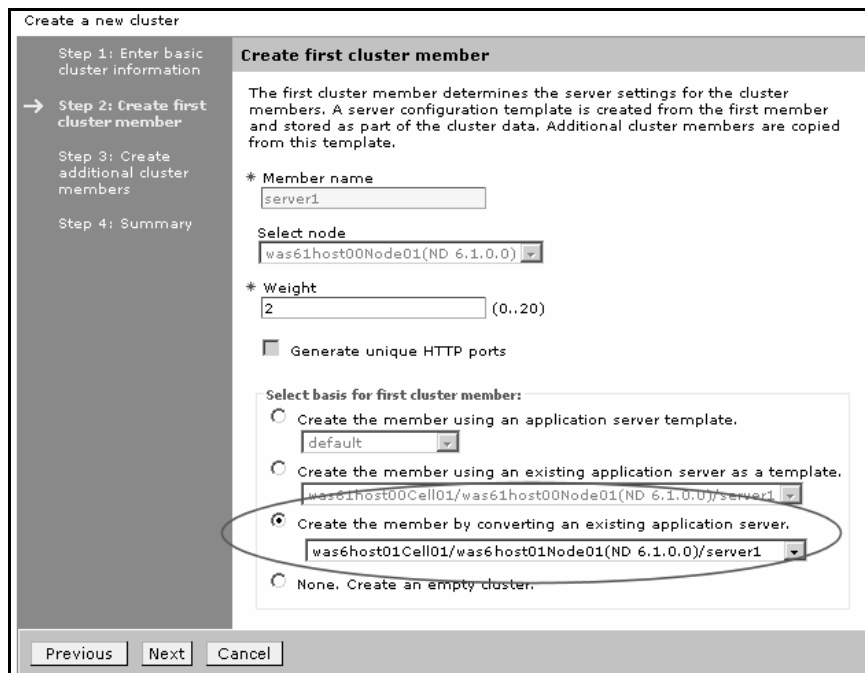 Create a new cluster
Step 1: Enter basic
cluster information
Step 2: Create first
cluster member
Step 3: Create
additional cluster
members
Step 4: Summary
Create first cluster member
The first cluster member determines the server settings for the cluster
members. A server configuration template is created from the first member
and stored as part of the cluster data. Additional cluster members are copied
from this template.
* Member name
server1
Select node
was61host00Node01(ND 6.1.0.0)
* Weight
2 (0..20)
Generate unique HTTP ports
Select basis for first cluster member:
Create the member using an application server template.
default
Create the member using an existing application server as a template.
was61host00Cell01/was61host00Node01(ND 6.1.0.0)/server1
Create the member by converting an existing application server.
was6host01Cell01/was6host01Node01(ND 6.1.0.0)/server1
None. Create an empty cluster.
Previous Next Cancel